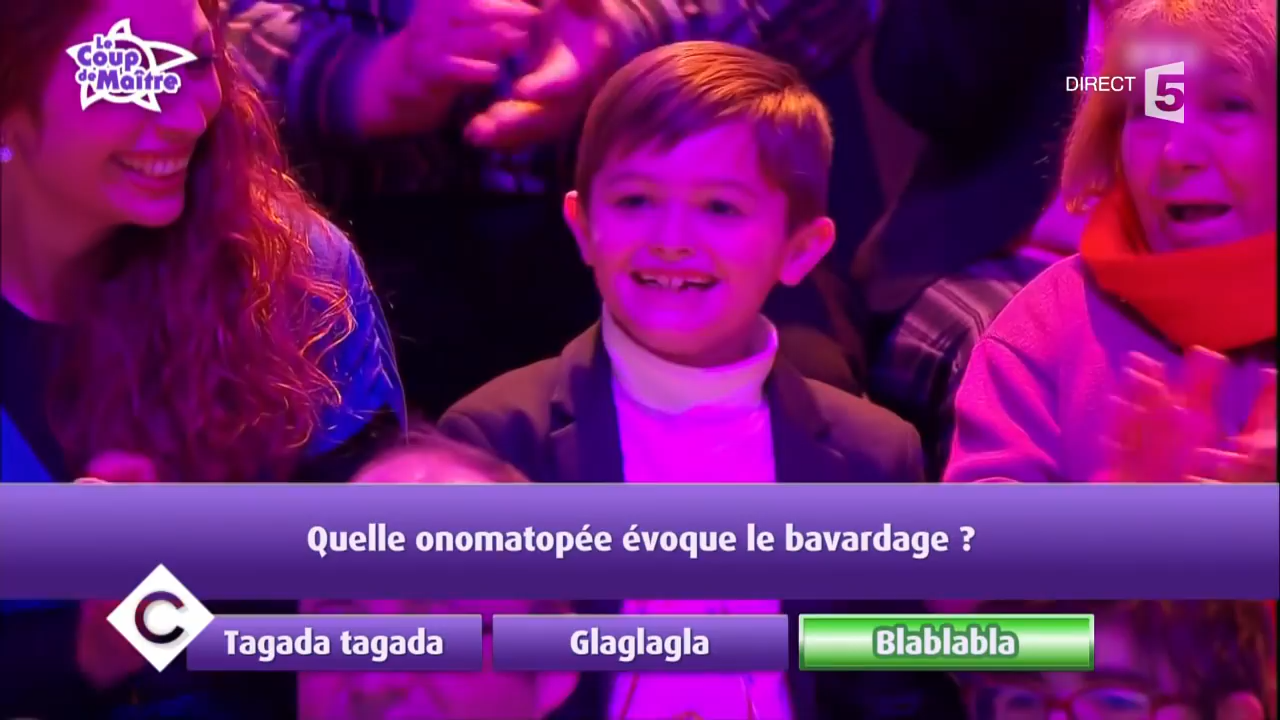 Le
Coup
de Maître
DIRECT 5
Quelle onomatopée évoque le bavardage ?
C
Tagada tagada
Glaglagla
Blablabla